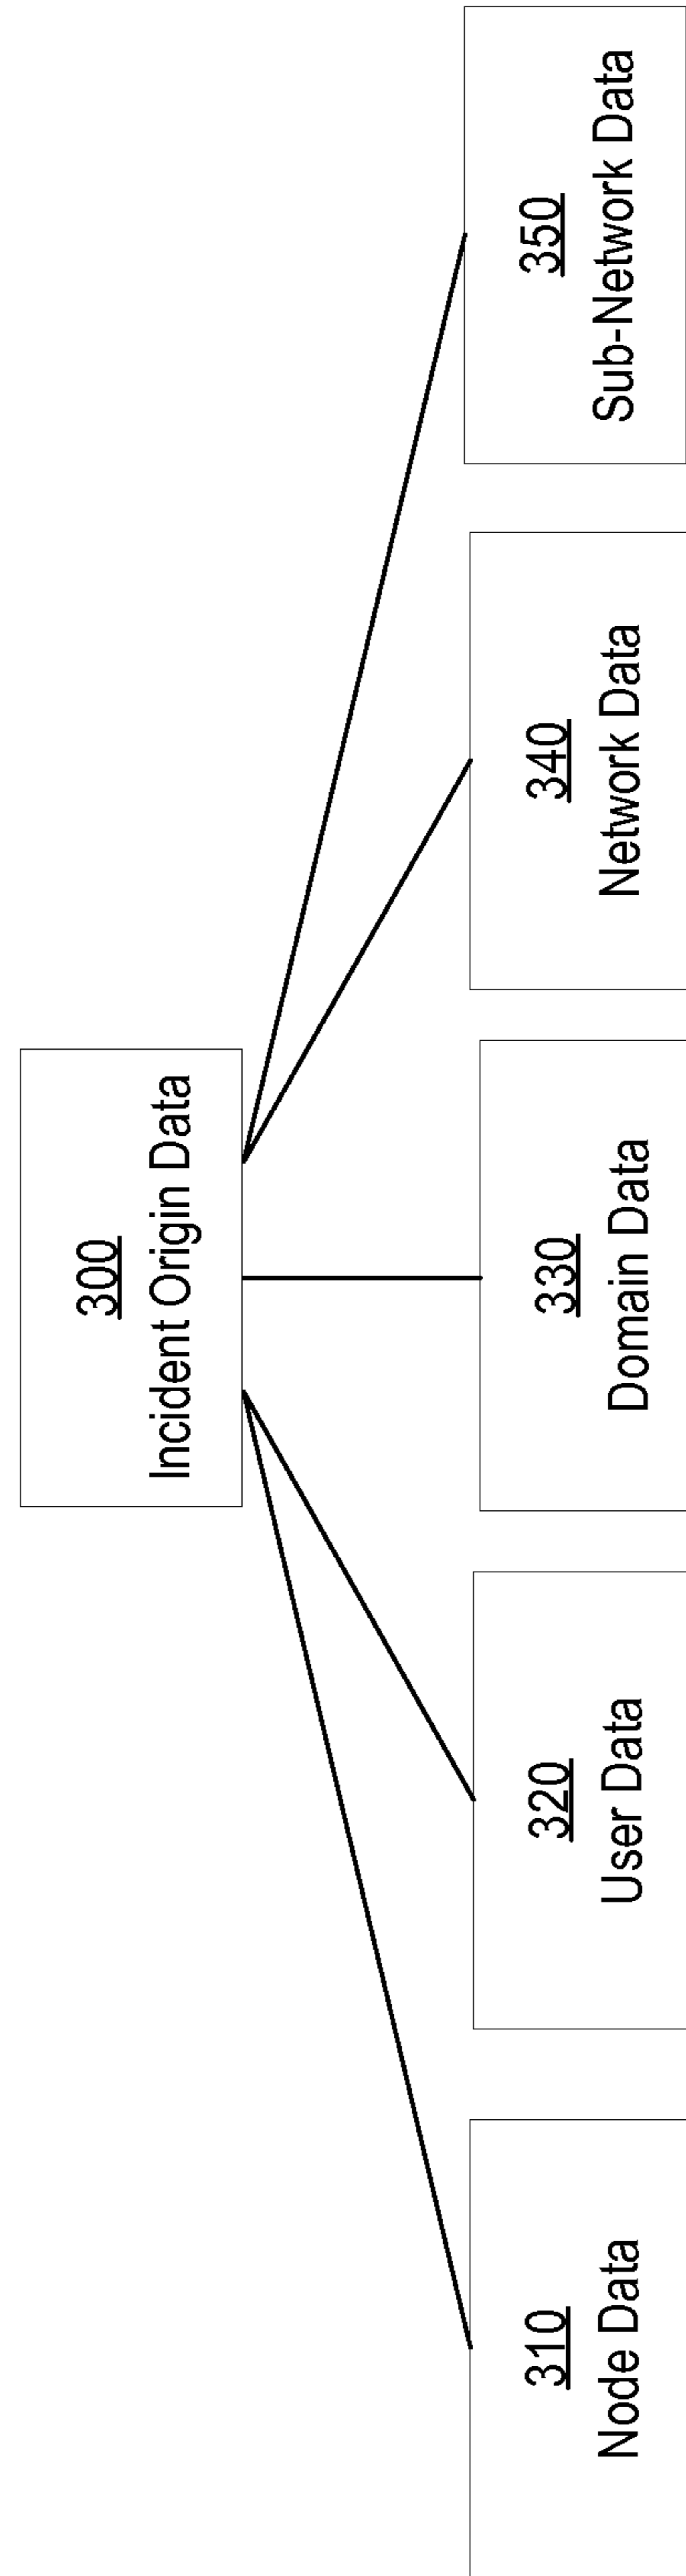 300
Incident Origin Data
310
Node Data
320
User Data
330
Domain Data
340
Network Data
350
Sub-Network Data